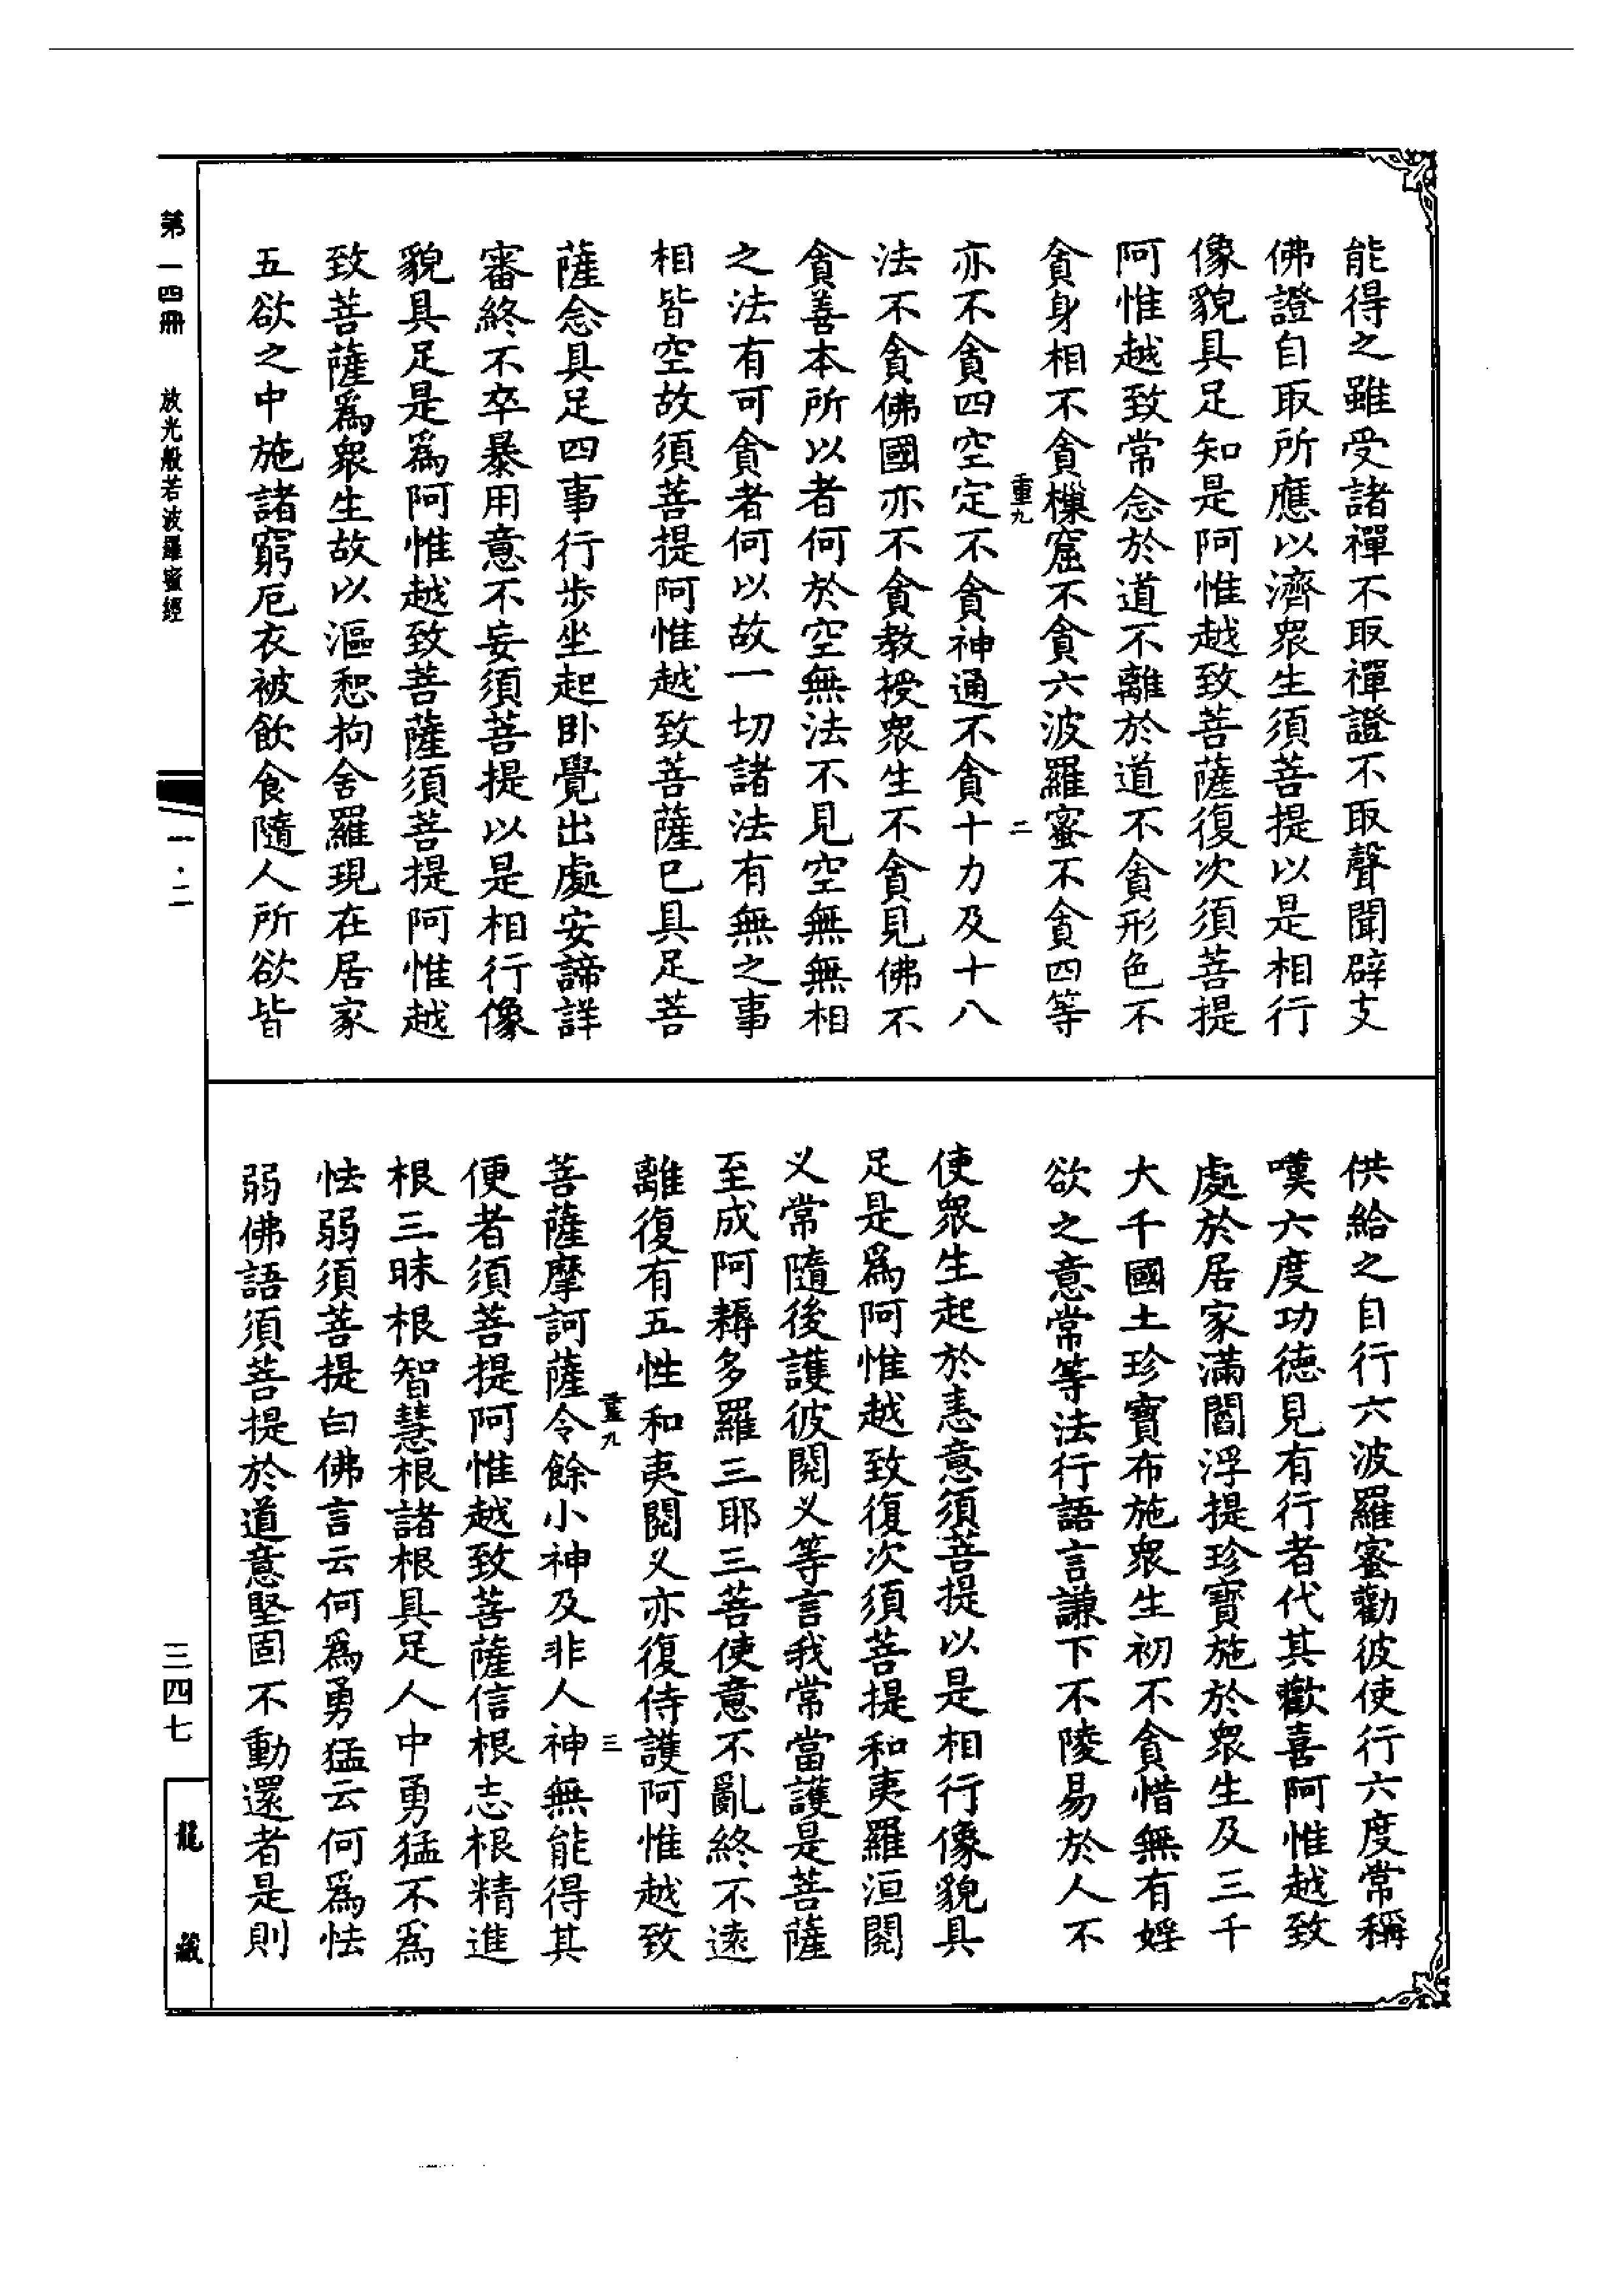 能得之雖受諸禪不取禪證不取聲聞辟支
佛證自取所應以濟衆生須菩提以是相行
像貌具足知是阿惟越致菩薩復次須菩提
阿惟越致常念於道不離於道不貪形色不
貪身相不貪樔窟不貪六波羅蜜不貪四等
重九
二
亦不貪四空定不貪神通不貪十力及十八
法不貪佛國亦不貪教授衆生不貪見佛不
貪善本所以者何於空無法不見空無無相
之法有可貪者何以故一切諸法有無之事
相皆空故須菩提阿惟越致菩薩已具足菩
薩念具足四事行步坐起卧覺出處安諦詳
審終不卒暴用意不妄須菩提以是相行像
貌具足是爲阿惟越致菩薩須菩提阿惟越
致菩薩爲衆生故以漚惒拘舍羅現在居家
五欲之中施諸窮厄衣被飲食隨人所欲皆
供給之自行六波羅蜜勸彼使行六度常稱
嘆六度功德見有行者代其歡喜阿惟越致
處於居家滿閻浮提珍寶施於衆生及三千
大千國土珍寶布施衆生初不貪惜無有婬
欲之意常等法行語言謙下不陵易於人不
使衆生起於恚意須菩提以是相行像貌具
足是爲阿惟越致復次須菩提和夷羅洹閱
义常隨後護彼閱义等言我常當護是菩薩
至成阿耨多羅三耶三菩使意不亂終不遠
離復有五性和夷閱义亦復侍護阿惟越致
重九
三
菩薩摩訶薩令餘小神及非人神無能得其
便者須菩提阿惟越致菩薩信根志根精進
根三昧根智慧根諸根具足人中勇猛不爲
怯弱須菩提白佛言云何爲勇猛云何爲怯
弱佛語須菩提於道意堅固不動還者是則
第一四冊 放光般若波羅蜜經
一·二
三四七
龍藏